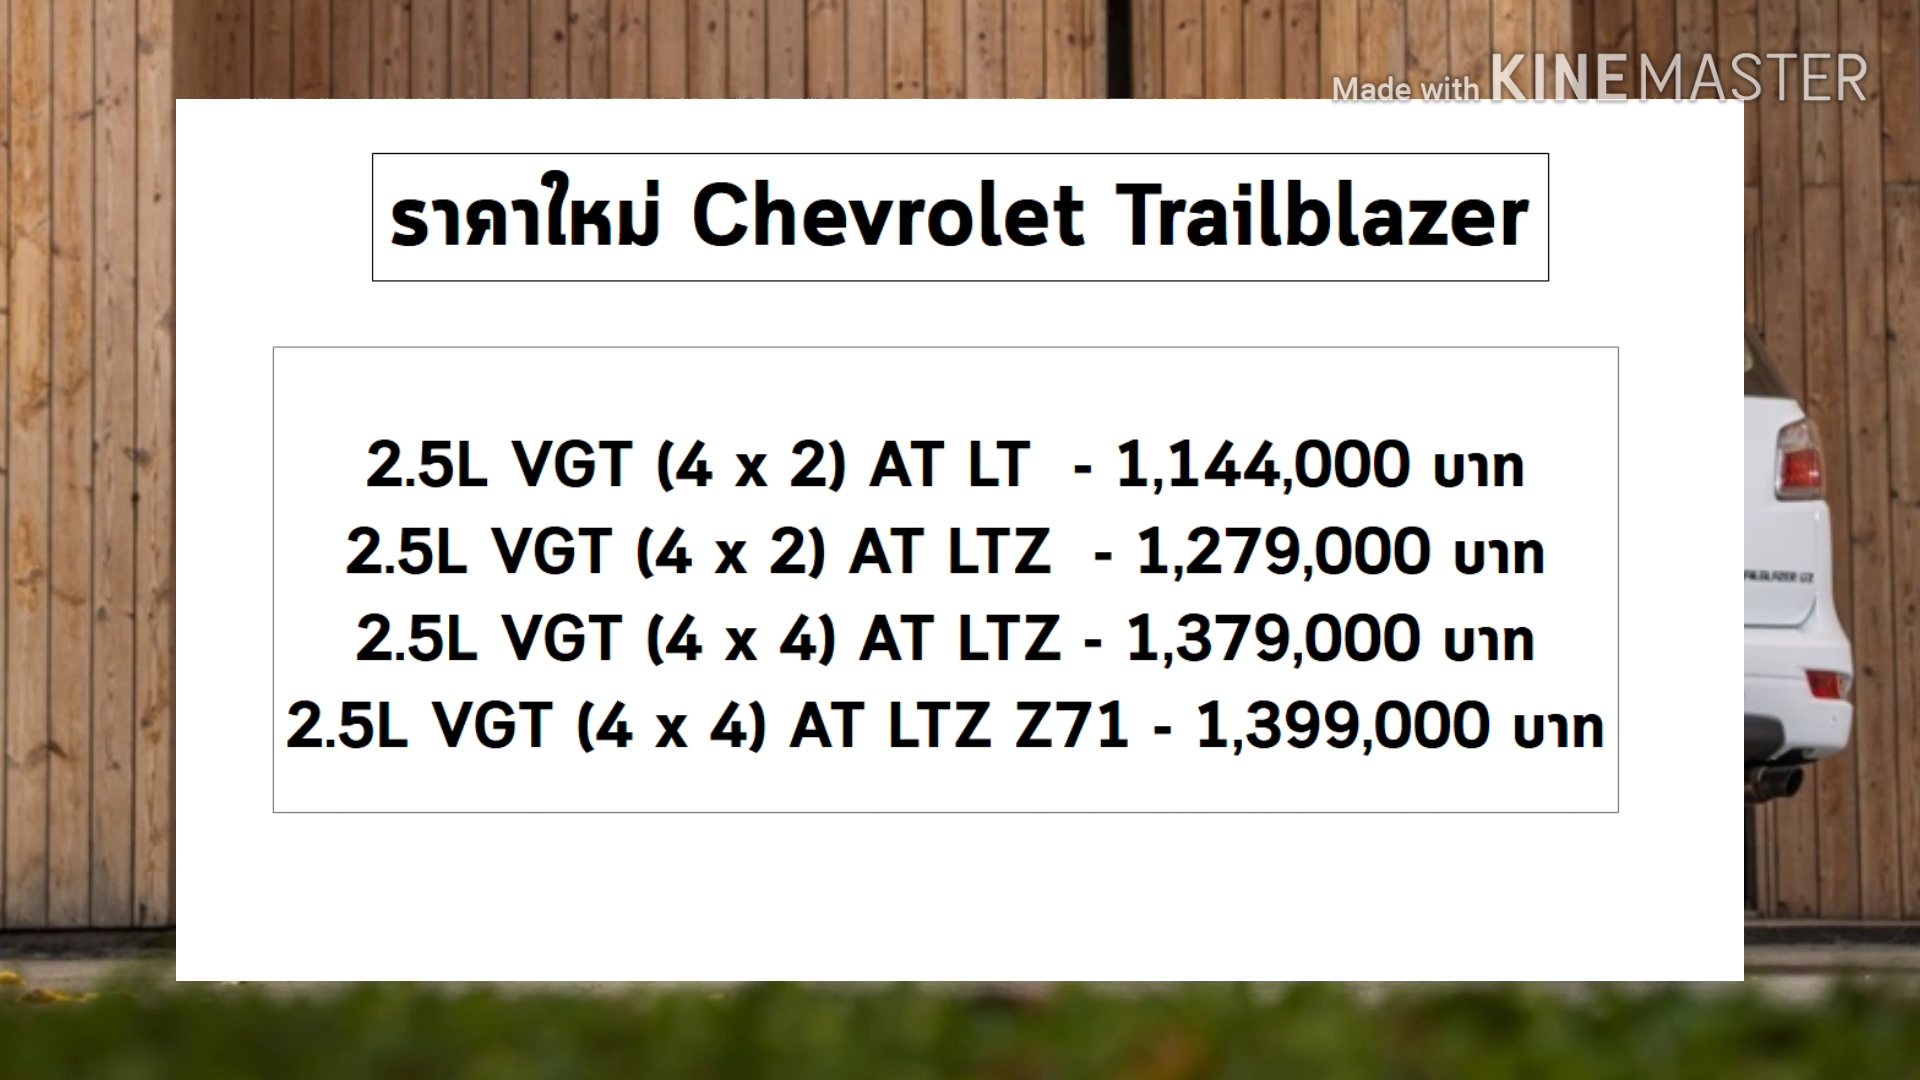 Made with KINEMASTER
ราคาใหม่ Chevrolet Trailblazer
2.5L VGT (4 x 2) AT LT - 1,144,000 บาท
2.5L VGT (4 x 2) AT LTZ - 1,279,000 บาท
2.5L VGT (4 x 4) AT LTZ - 1,379,000 บาท
2.5L VGT (4 x 4) AT LTZ Z71 - 1,399,000 บาท